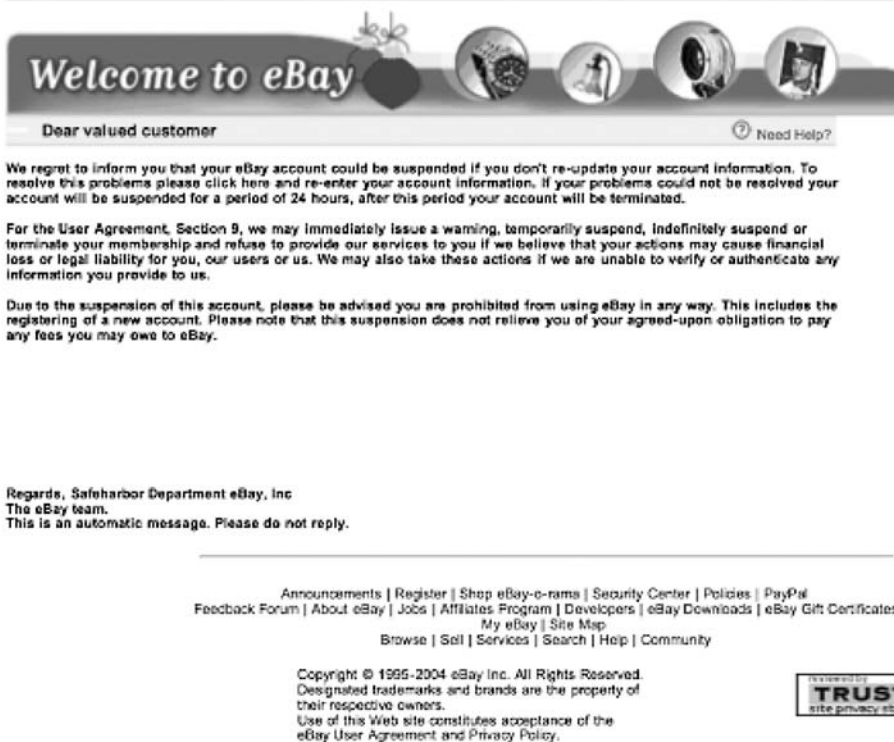 Welcome to eBay
Dear valued customer
Need Help?
We regret to inform you that your eBay account could be suspended if you don't re-update your account information. To
resolve this problems please click here and re-enter your account information. If your problems could not be resolved your
account will be suspended for a period of 24 hours, after this period your account will be terminated.
For the User Agreement, Section 9, we may immediately issue a warning, temporarily suspend, indefinitely suspend or
terminate your membership and refuse to provide our services to you if we believe that your actions may cause financial
loss or legal liability for you, our users or us. We may also take these actions if we are unable to verify or authenticate any
information you provide to us.
Due to the suspension of this account, please be advised you are prohibited from using eBay in any way. This includes the
registering of a new account. Please note that this suspension does not relieve you of your agreed-upon obligation to pay
any fees you may owe to eBay.
Regards, Safeharbor Department eBay, Inc
The eBay team.
This is an automatic message. Please do not reply.
Announcements | Register | Shop eBay-o-rama | Security Center | Policies | PayPal
Feedback Forum | About eBay | Jobs | Affiliates Program | Developers | eBay Downloads | eBay Gift Certificates
My eBay | Site Map
Browse | Sell | Services | Search | Help | Community
Copyright © 1995-2004 eBay Inc. All Rights Reserved.
Designated trademarks and brands are the property of
their respective owners.
Use of this Web site constitutes acceptance of the
eBay User Agreement and Privacy Policy.
reviewed by
TRUS
site privacy st